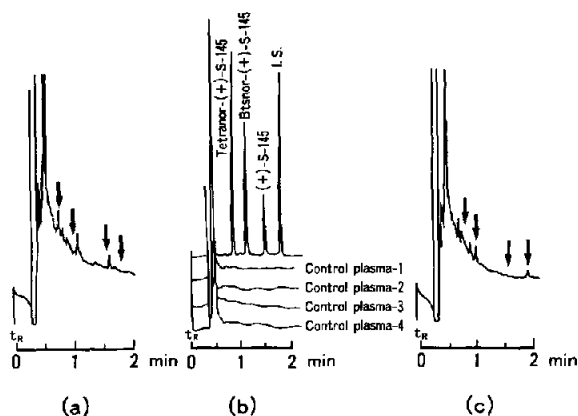 Tetranor-(+)-S-145
Btsnor-(+)-S-145
(+)-S-145
I.S.
Control plasma-1
Control plasma-2
Control plasma-3
Control plasma-4
tR
0 1 2 min
(a)
tR
0 1 2 min
(b)
tR
0 1 2 min
(c)